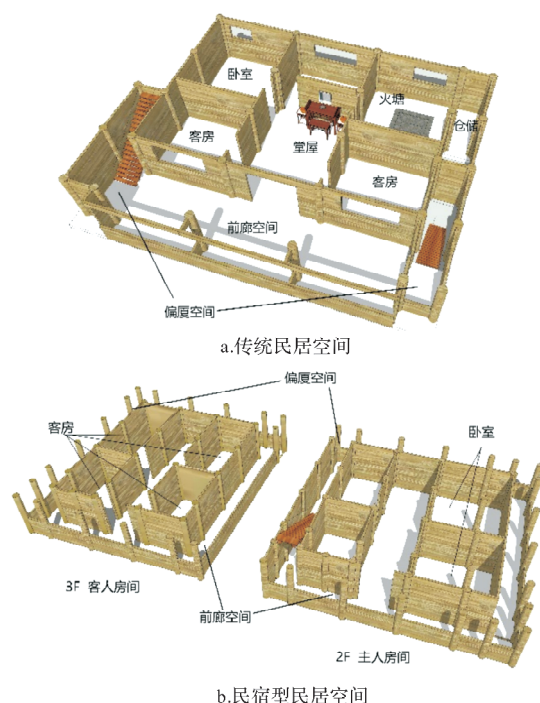 卧室
火塘
仓储
客房
堂屋
客房
前廊空间
偏厦空间
a.传统民居空间
偏厦空间
客房
卧室
3F 客人房间
前廊空间
2F 主人房间
b.民宿型民居空间